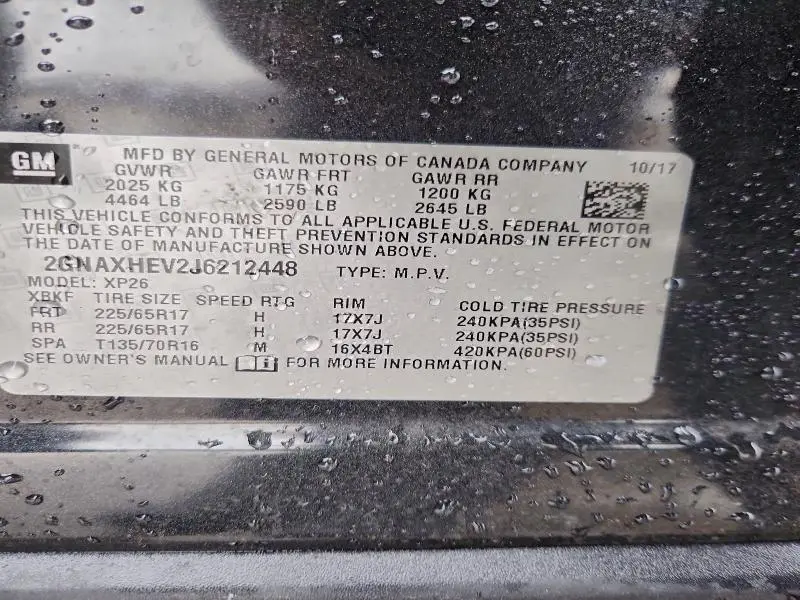 GM
MFD BY GENERAL MOTORS OF CANADA COMPANY 10/17
GVWR GAWR FRT GAWR RR
2025 KG 1175 KG 1200 KG
4464 LB 2590 LB 2645 LB
THIS VEHICLE CONFORMS TO ALL APPLICABLE U.S. FEDERAL MOTOR
VEHICLE SAFETY AND THEFT PREVENTION STANDARDS IN EFFECT ON
THE DATE OF MANUFACTURE SHOWN ABOVE.
2GNAXHEV2J6212448 TYPE: M.P.V.
MODEL: XP26
XBKF TIRE SIZE SPEED RTG RIM COLD TIRE PRESSURE
FRT 225/65R17 H 17X7J 240KPA(35PSI)
RR 225/65R17 H 17X7J 240KPA(35PSI)
SPA T135/70R16 M 16X4BT 420KPA(60PSI)
SEE OWNER'S MANUAL FOR MORE INFORMATION.